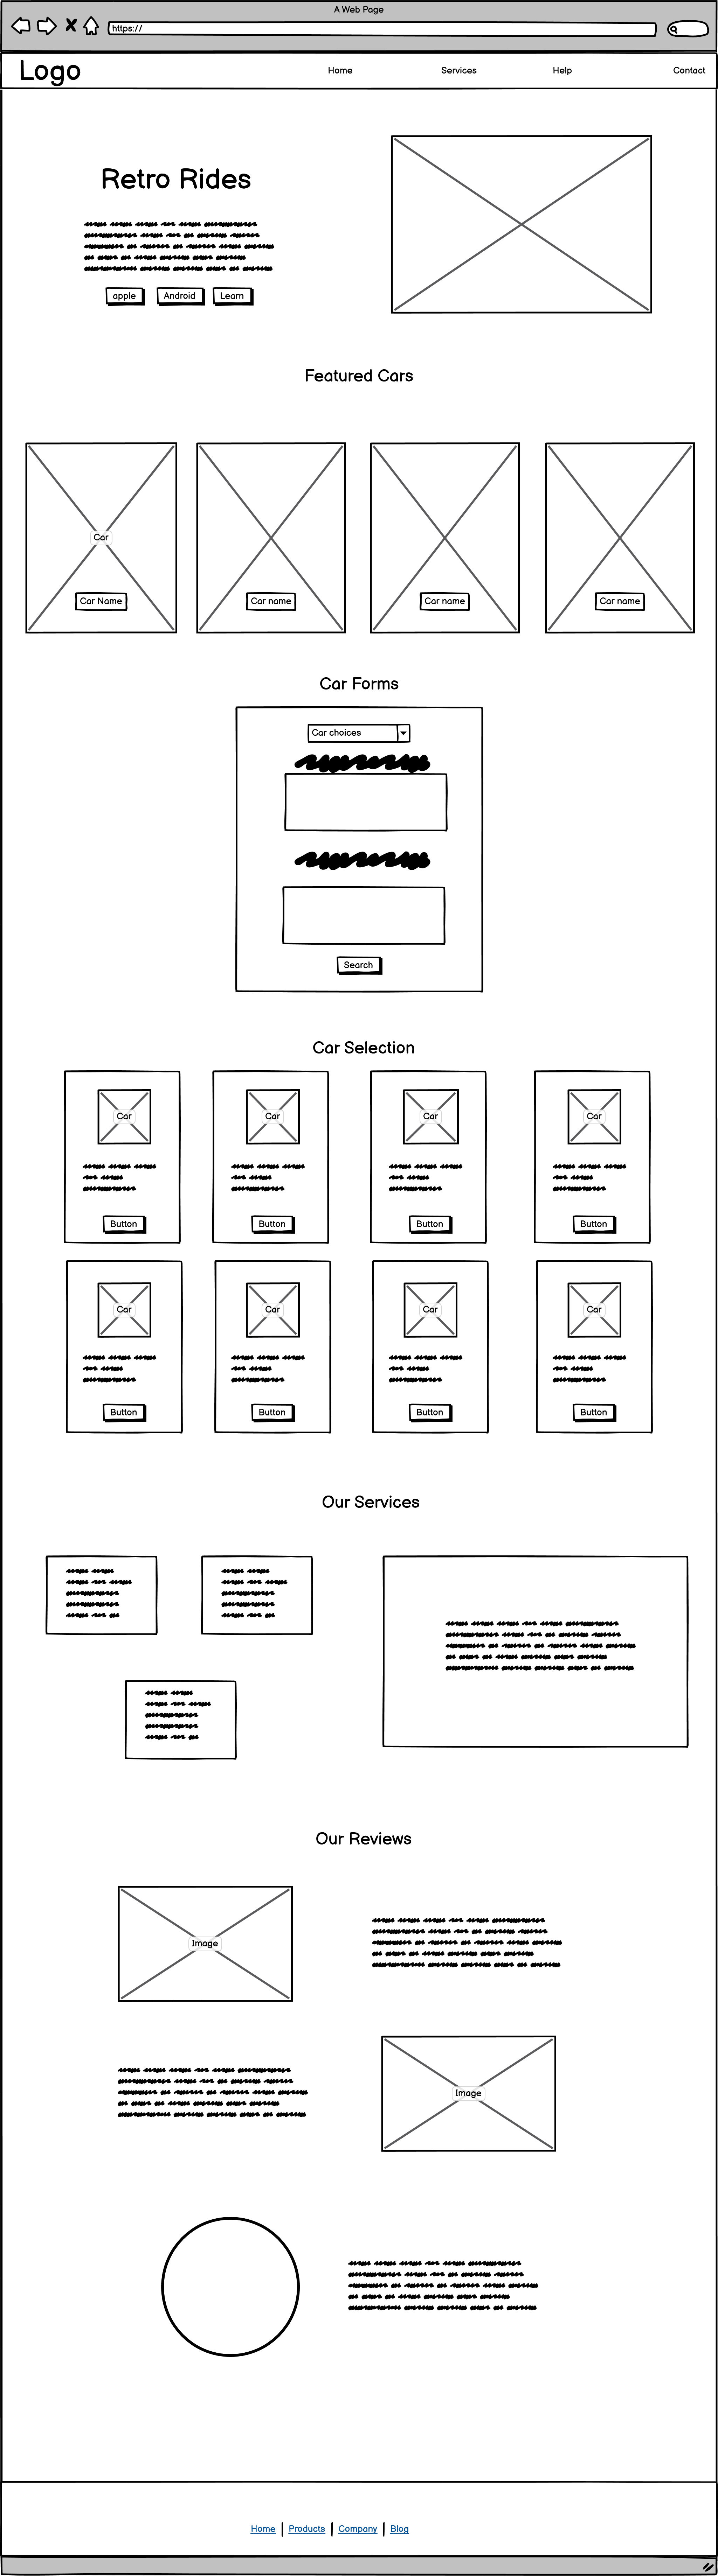 A Web Page
https://
Logo
Home Services Help Contact
Retro Rides
apple Android Learn
Featured Cars
Car
Car Name Car name Car name Car name
Car Forms
Car choices
Search
Car Selection
Car Car Car Car
Button Button Button Button
Car Car Car Car
Button Button Button Button
Our Services
Our Reviews
Image
Image
Home | Products | Company | Blog